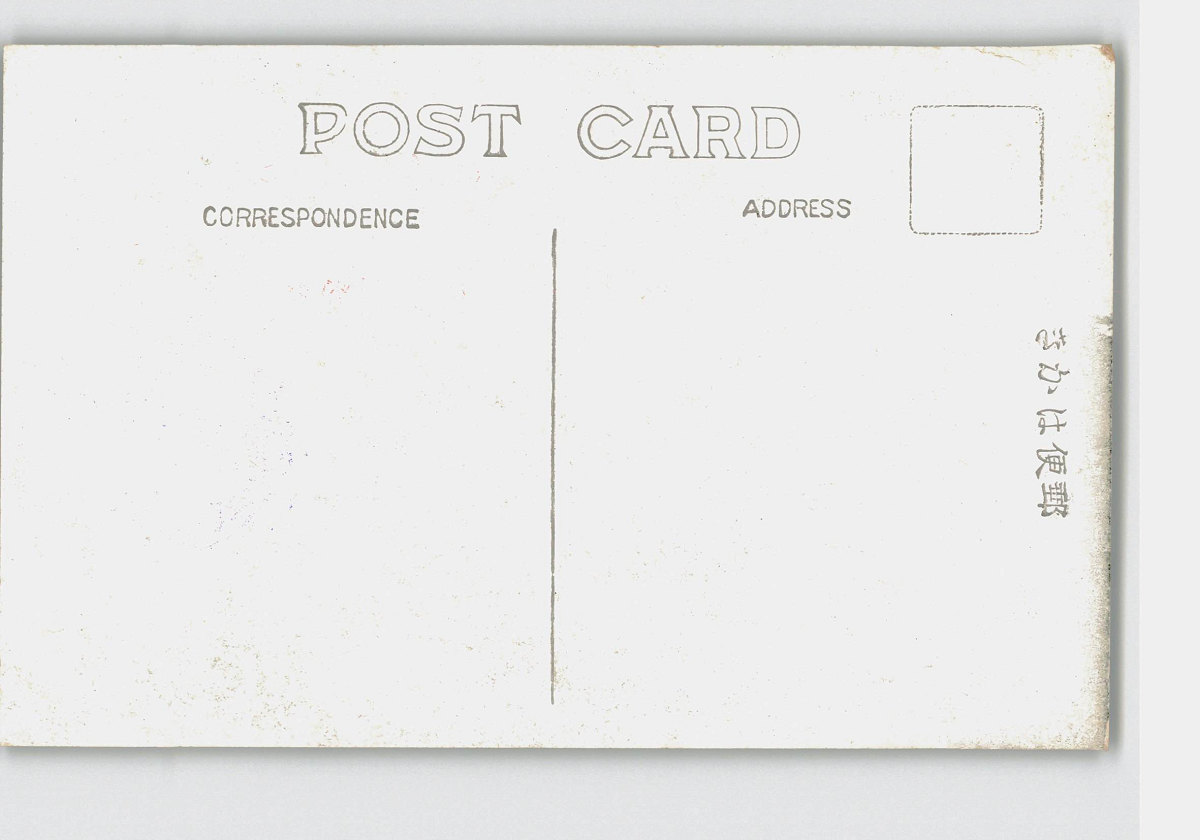 POST CARD
CORRESPONDENCE
ADDRESS
きかは便郵